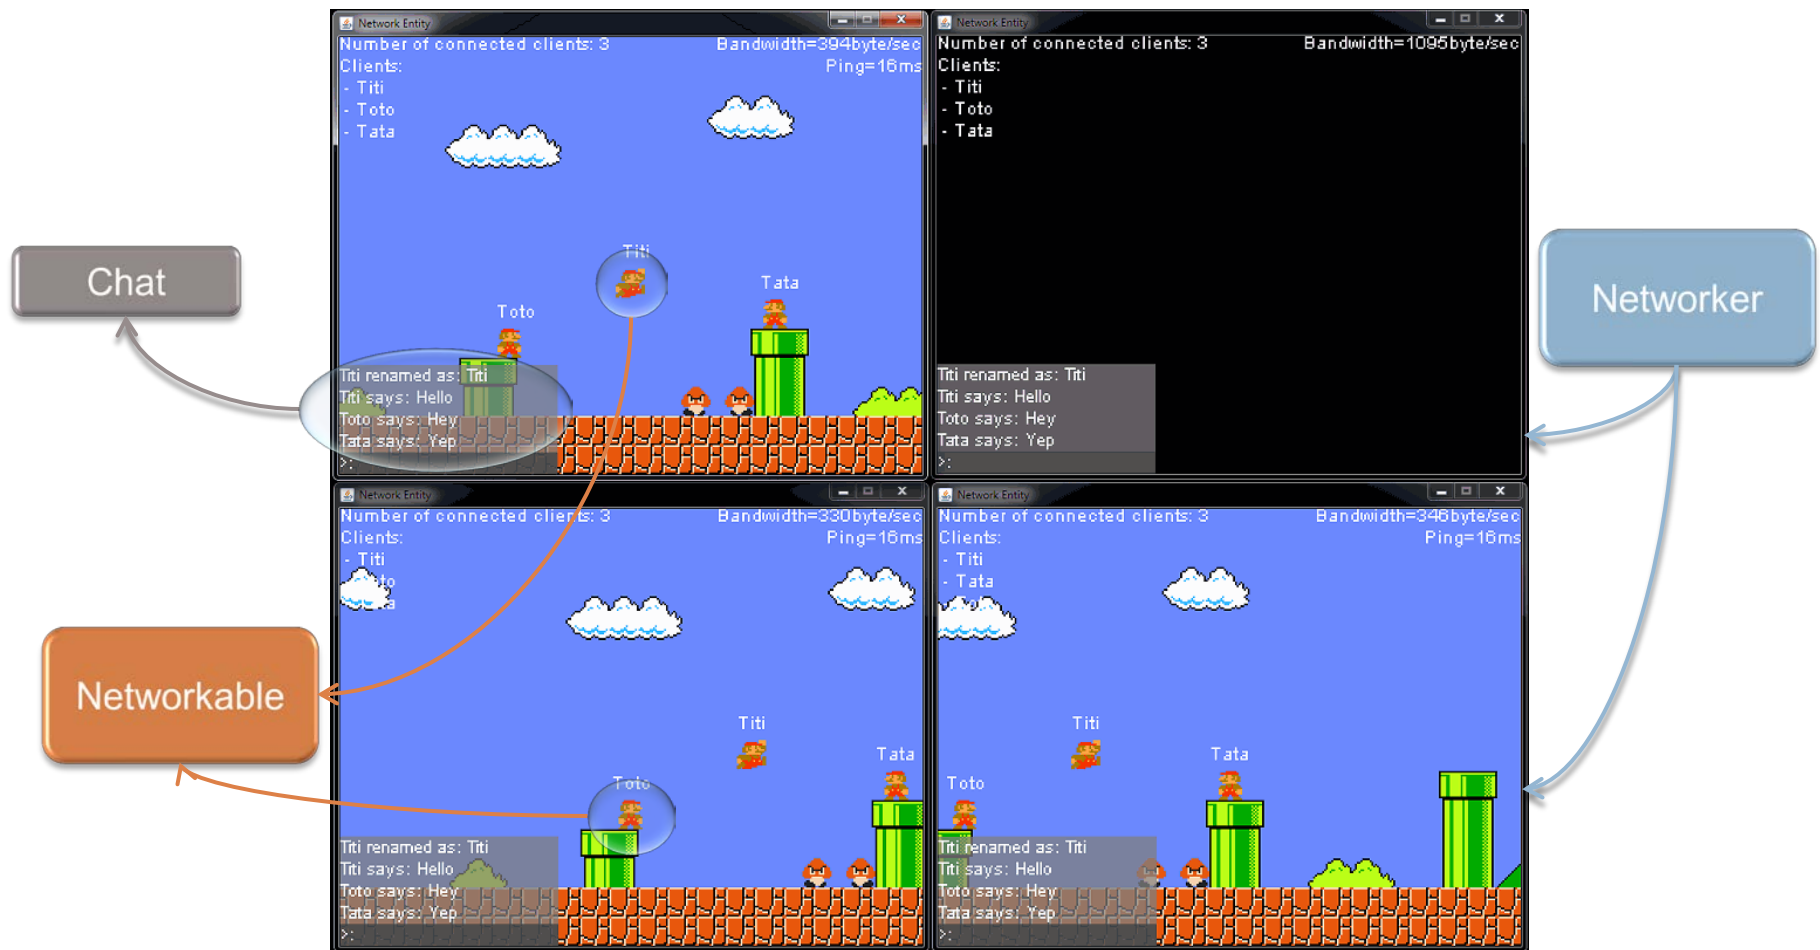 Network Entity
Number of connected clients: 3
Bandwidth=394byte/sec
Clients:
Ping=16ms
- Titi
- Toto
- Tata
Titi
Tata
Toto
Titi renamed as: Titi
Titi says: Hello
Toto says: Hey
Tata says: Yep
>:
Network Entity
Number of connected clients: 3
Bandwidth=1095byte/sec
Clients:
- Titi
- Toto
- Tata
Titi renamed as: Titi
Titi says: Hello
Toto says: Hey
Tata says: Yep
>:
Chat
Networker
Network Entity
Number of connected clients: 3
Bandwidth=330byte/sec
Clients:
Ping=16ms
- Titi
Titi
Tata
Toto
Titi renamed as: Titi
Titi says: Hello
Toto says: Hey
Tata says: Yep
>:
Network Entity
Number of connected clients: 3
Bandwidth=346byte/sec
Clients:
Ping=16ms
- Titi
- Tata
Titi
Tata
Toto
Titi renamed as: Titi
Titi says: Hello
Toto says: Hey
Tata says: Yep
>:
Networkable